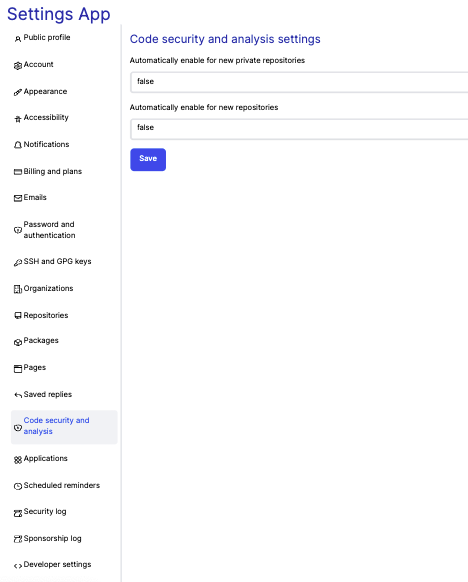 Settings App
Public profile
Account
Appearance
Accessibility
Notifications
Billing and plans
Emails
Password and
authentication
SSH and GPG keys
Organizations
Repositories
Packages
Pages
Saved replies
Code security and
analysis
Applications
Scheduled reminders
Security log
Sponsorship log
Developer settings
Code security and analysis settings
Automatically enable for new private repositories
false
Automatically enable for new repositories
false
Save